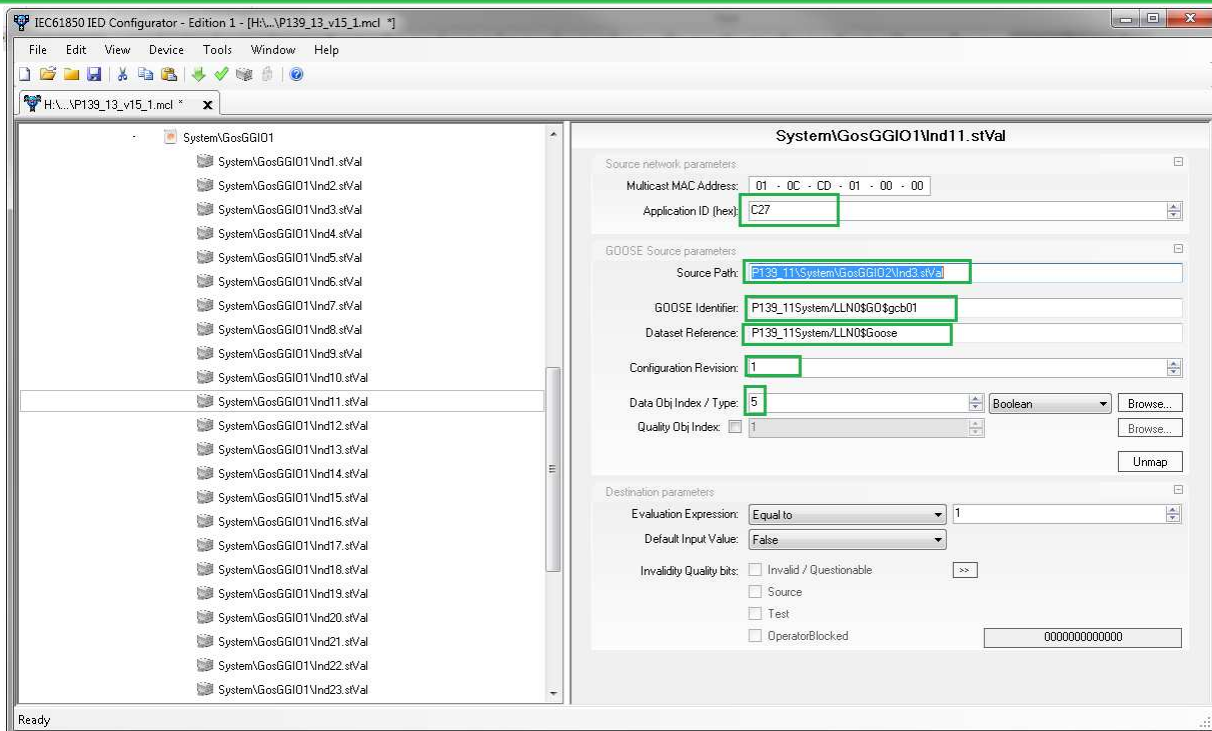 IEC61850 IED Configurator - Edition 1 - [H:\...\P139_13_v15_1.mcl *]
File Edit View Device Tools Window Help
H:\...\P139_13_v15_1.mcl *
System\GosGGIO1
System\GosGGIO1\Ind1.stVal
System\GosGGIO1\Ind2.stVal
System\GosGGIO1\Ind3.stVal
System\GosGGIO1\Ind4.stVal
System\GosGGIO1\Ind5.stVal
System\GosGGIO1\Ind6.stVal
System\GosGGIO1\Ind7.stVal
System\GosGGIO1\Ind8.stVal
System\GosGGIO1\Ind9.stVal
System\GosGGIO1\Ind10.stVal
System\GosGGIO1\Ind11.stVal
System\GosGGIO1\Ind12.stVal
System\GosGGIO1\Ind13.stVal
System\GosGGIO1\Ind14.stVal
System\GosGGIO1\Ind15.stVal
System\GosGGIO1\Ind16.stVal
System\GosGGIO1\Ind17.stVal
System\GosGGIO1\Ind18.stVal
System\GosGGIO1\Ind19.stVal
System\GosGGIO1\Ind20.stVal
System\GosGGIO1\Ind21.stVal
System\GosGGIO1\Ind22.stVal
System\GosGGIO1\Ind23.stVal
System\GosGGIO1\Ind11.stVal
Source network parameters
Multicast MAC Address: 01 - 0C - CD - 01 - 00 - 00
Application ID (hex): C27
GOOSE Source parameters
Source Path: P139_11\System\GosGGIO2\Ind3.stVal
GOOSE Identifier: P139_11System/LLN0$GO$gcb01
Dataset Reference: P139_11System/LLN0$Goose
Configuration Revision: 1
Data Obj Index / Type: 5 Boolean Browse...
Quality Obj Index: 1 Browse...
Unmap
Destination parameters
Evaluation Expression: Equal to 1
Default Input Value: False
Invalidity Quality bits: Invalid / Questionable >>
Source
Test
OperatorBlocked 0000000000000
Ready